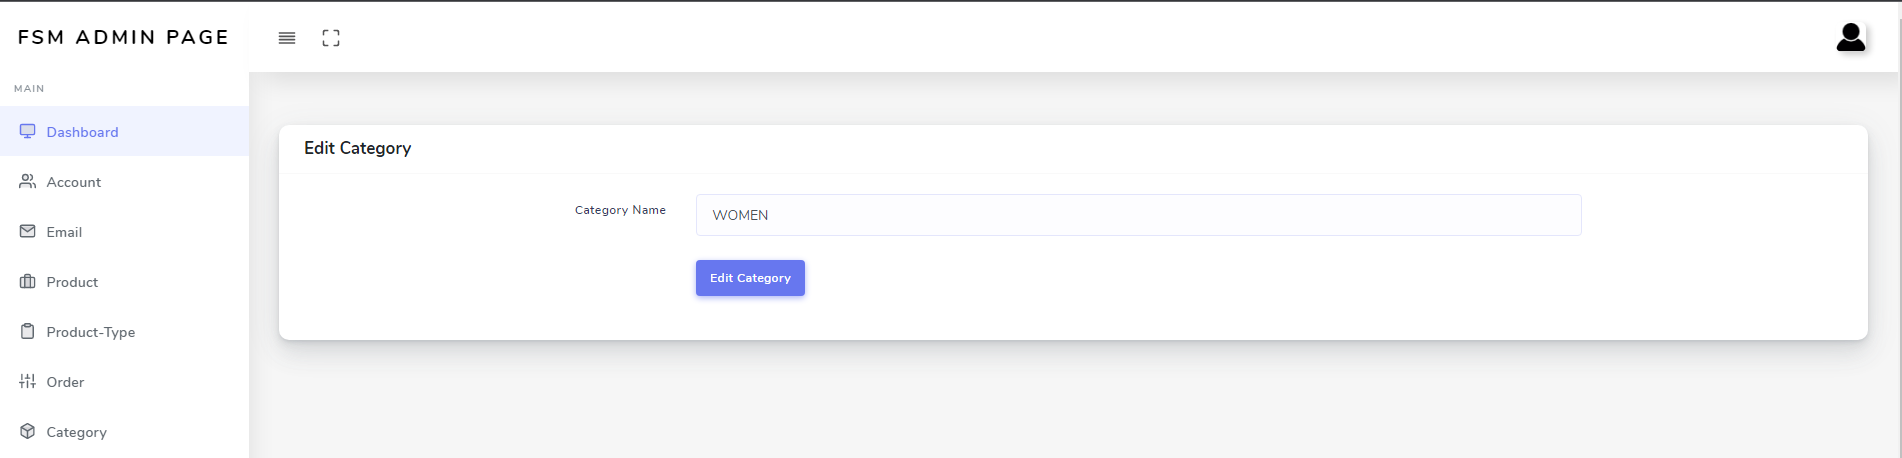 FSM ADMIN PAGE
MAIN
Dashboard
Account
Email
Product
Product-Type
Order
Category
Edit Category
Category Name
WOMEN
Edit Category